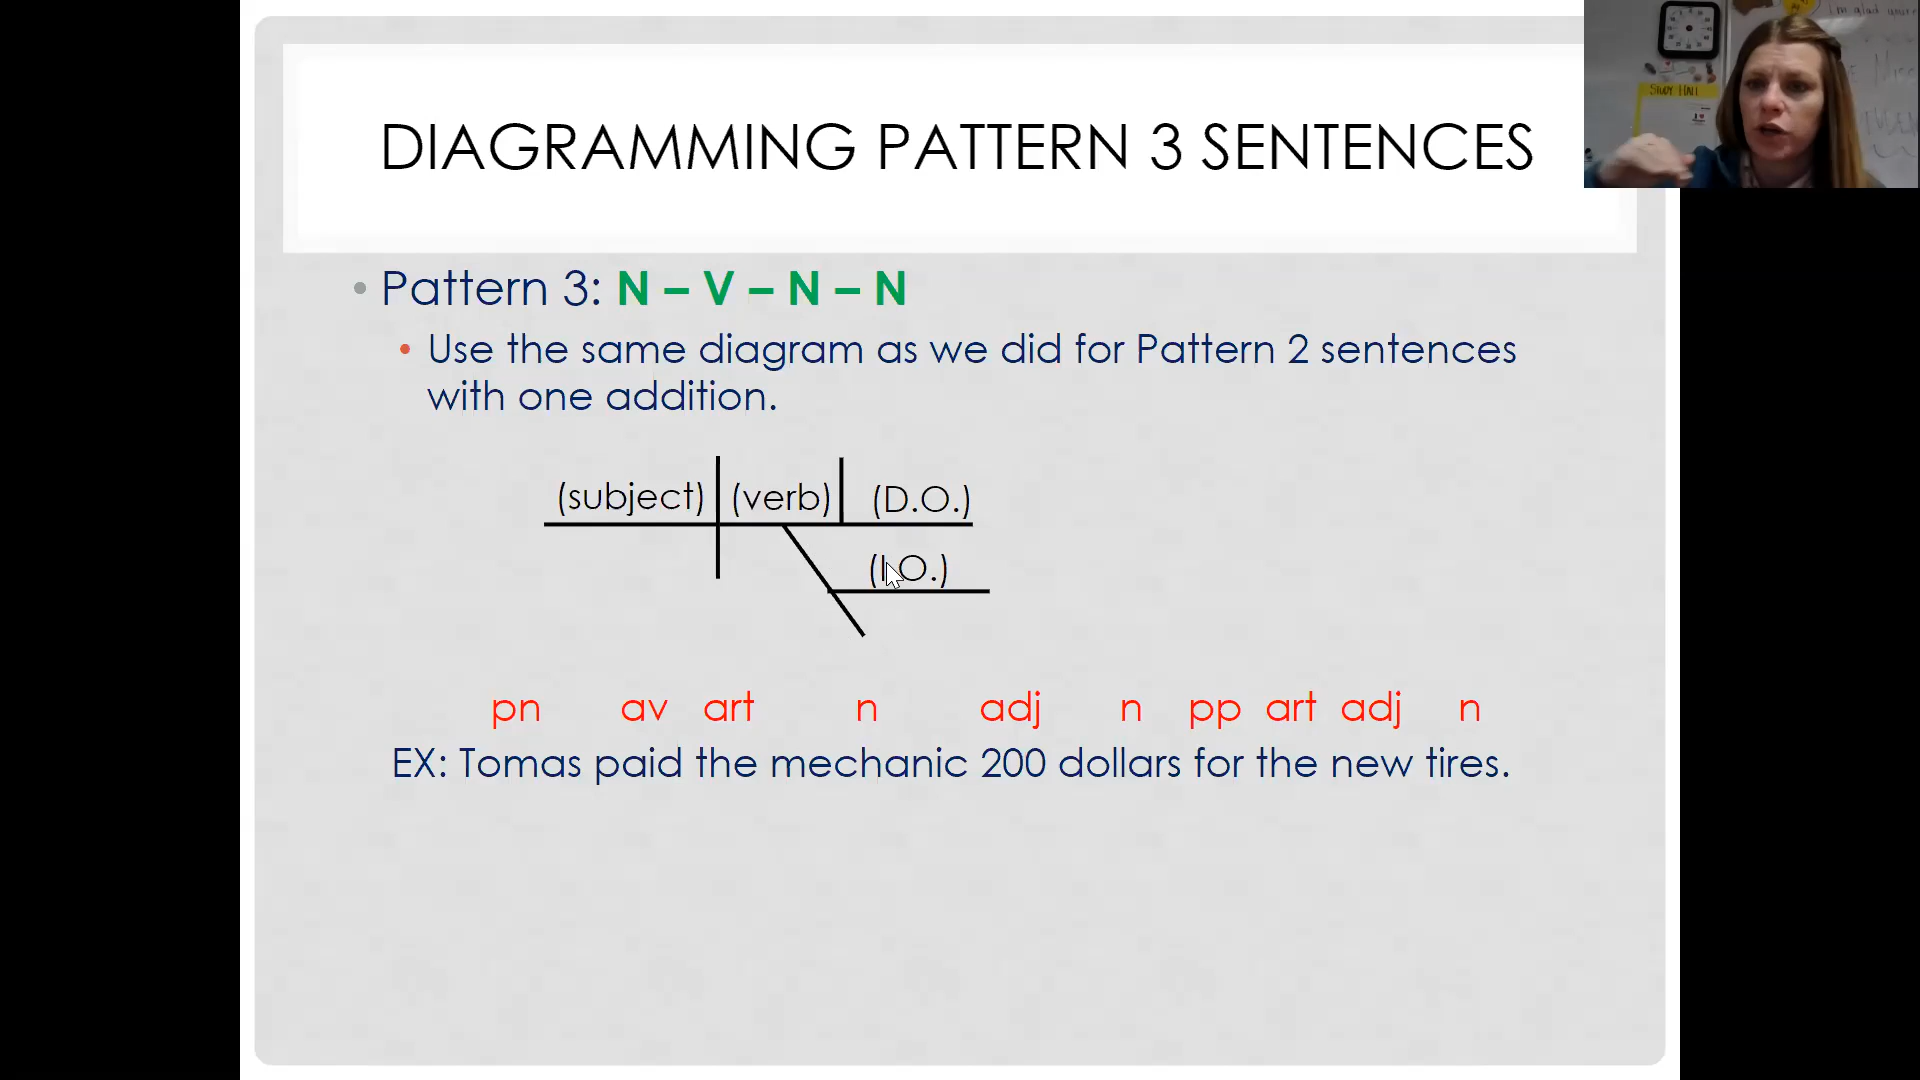 DIAGRAMMING PATTERN 3 SENTENCES
STUDY HALL
• Pattern 3: N – V – N – N
• Use the same diagram as we did for Pattern 2 sentences
with one addition.
(subject) (verb) (D.O.)
(I.O.)
pn av art n adj n pp art adj n
EX: Tomas paid the mechanic 200 dollars for the new tires.